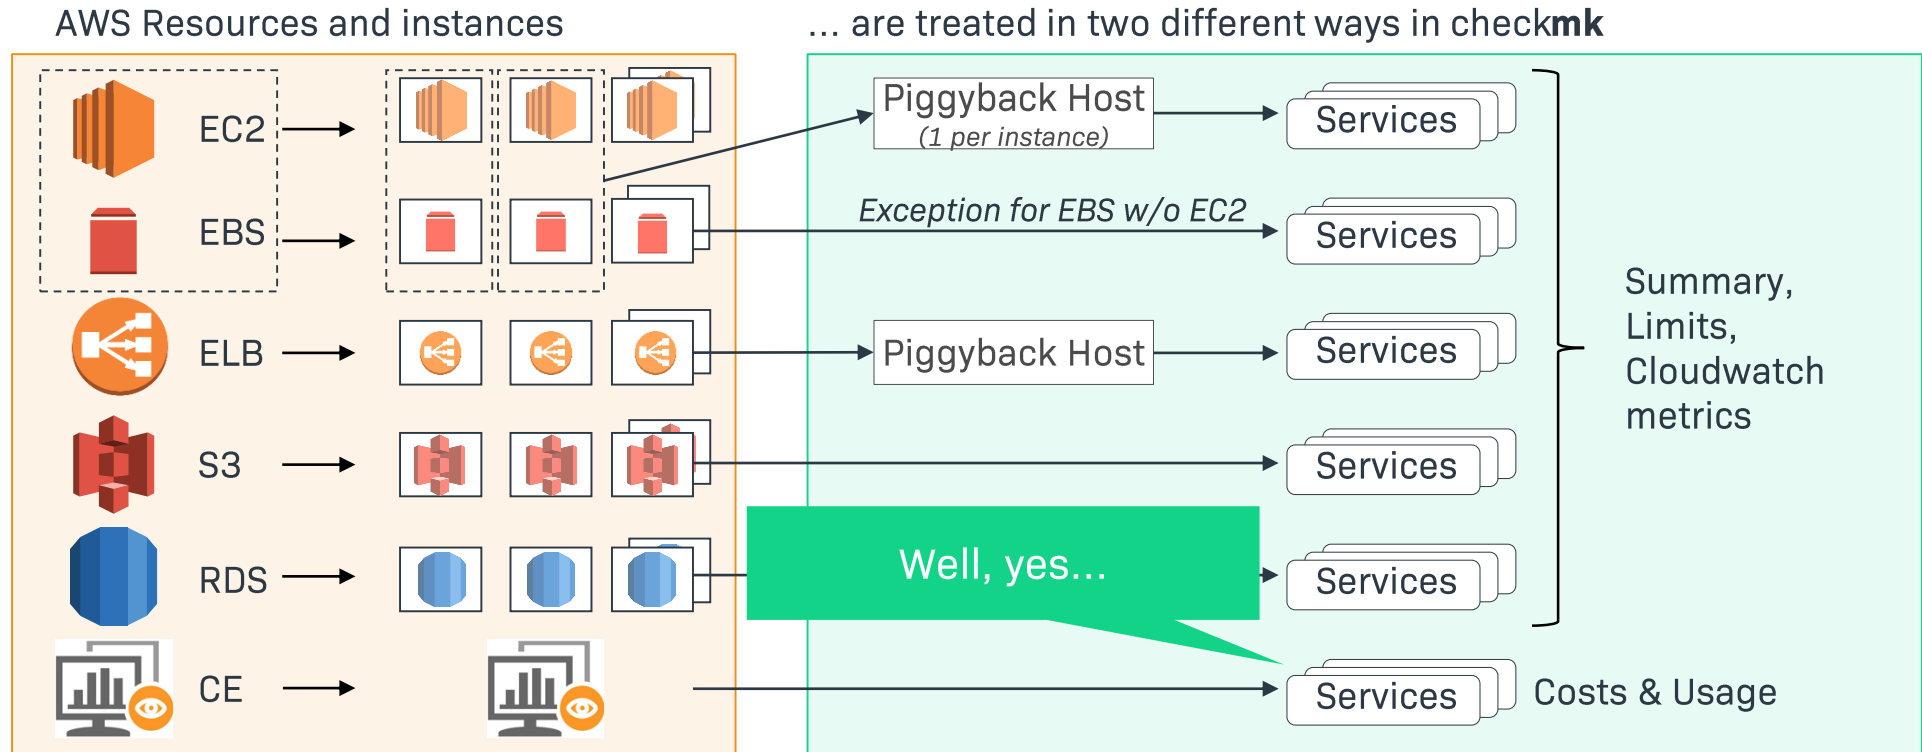 AWS Resources and instances
... are treated in two different ways in checkmk
EC2
Piggyback Host
(1 per instance)
Services
EBS
Exception for EBS w/o EC2
Services
ELB
Piggyback Host
Services
Summary,
Limits,
Cloudwatch
metrics
S3
Services
RDS
Well, yes...
Services
CE
Services
Costs & Usage